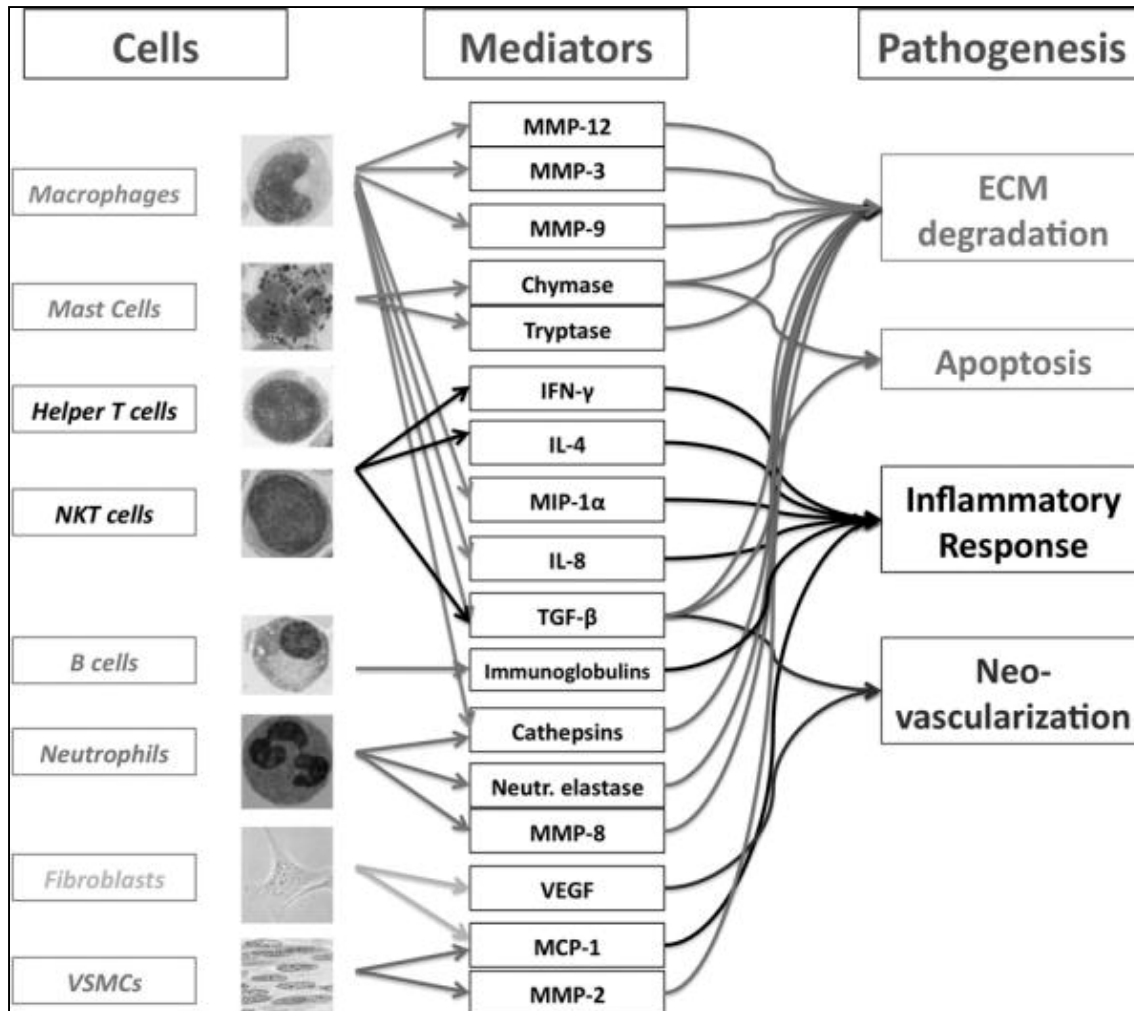 Cells
Mediators
Pathogenesis
Macrophages
Mast Cells
Helper T cells
NKT cells
B cells
Neutrophils
Fibroblasts
VSMCs
MMP-12
MMP-3
MMP-9
Chymase
Tryptase
IFN-γ
IL-4
MIP-1α
IL-8
TGF-β
Immunoglobulins
Cathepsins
Neutr. elastase
MMP-8
VEGF
MCP-1
MMP-2
ECM
degradation
Apoptosis
Inflammatory
Response
Neo-
vascularization